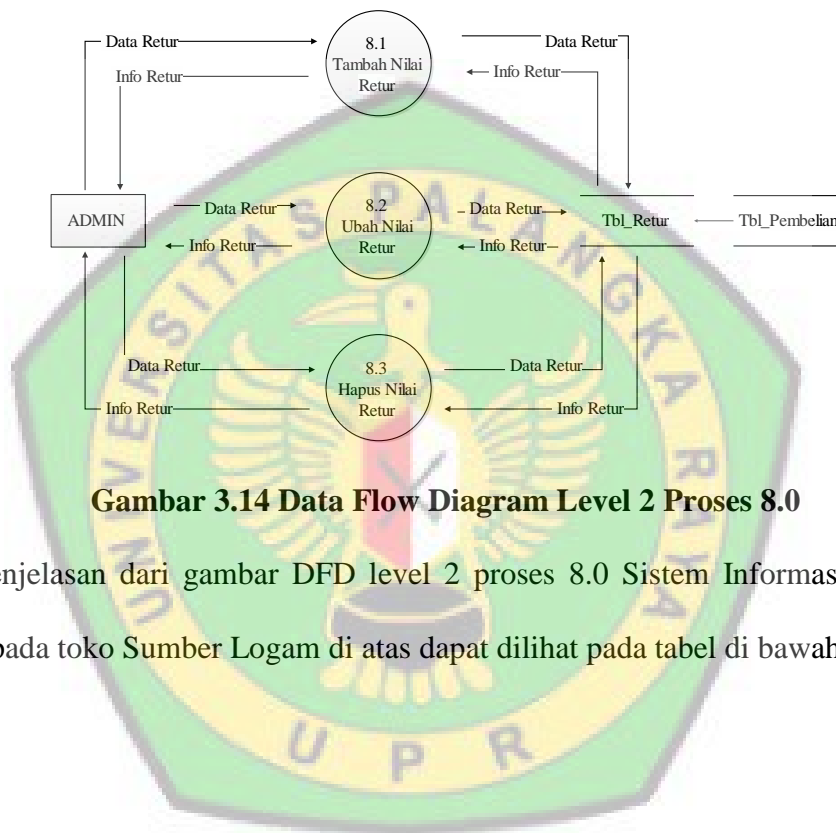 Data Retur
8.1
Tambah Nilai
Retur
Data Retur
Info Retur
Info Retur
ADMIN
Data Retur
Info Retur
8.2
Ubah Nilai
Retur
Data Retur
Info Retur
Tbl_Retur
Tbl_Pembelian
Data Retur
Info Retur
8.3
Hapus Nilai
Retur
Data Retur
Info Retur
Gambar 3.14 Data Flow Diagram Level 2 Proses 8.0
enjelasan dari gambar DFD level 2 proses 8.0 Sistem Informas
pada toko Sumber Logam di atas dapat dilihat pada tabel di bawah
UNIVERSITAS PALANGKA RAYA
UPR